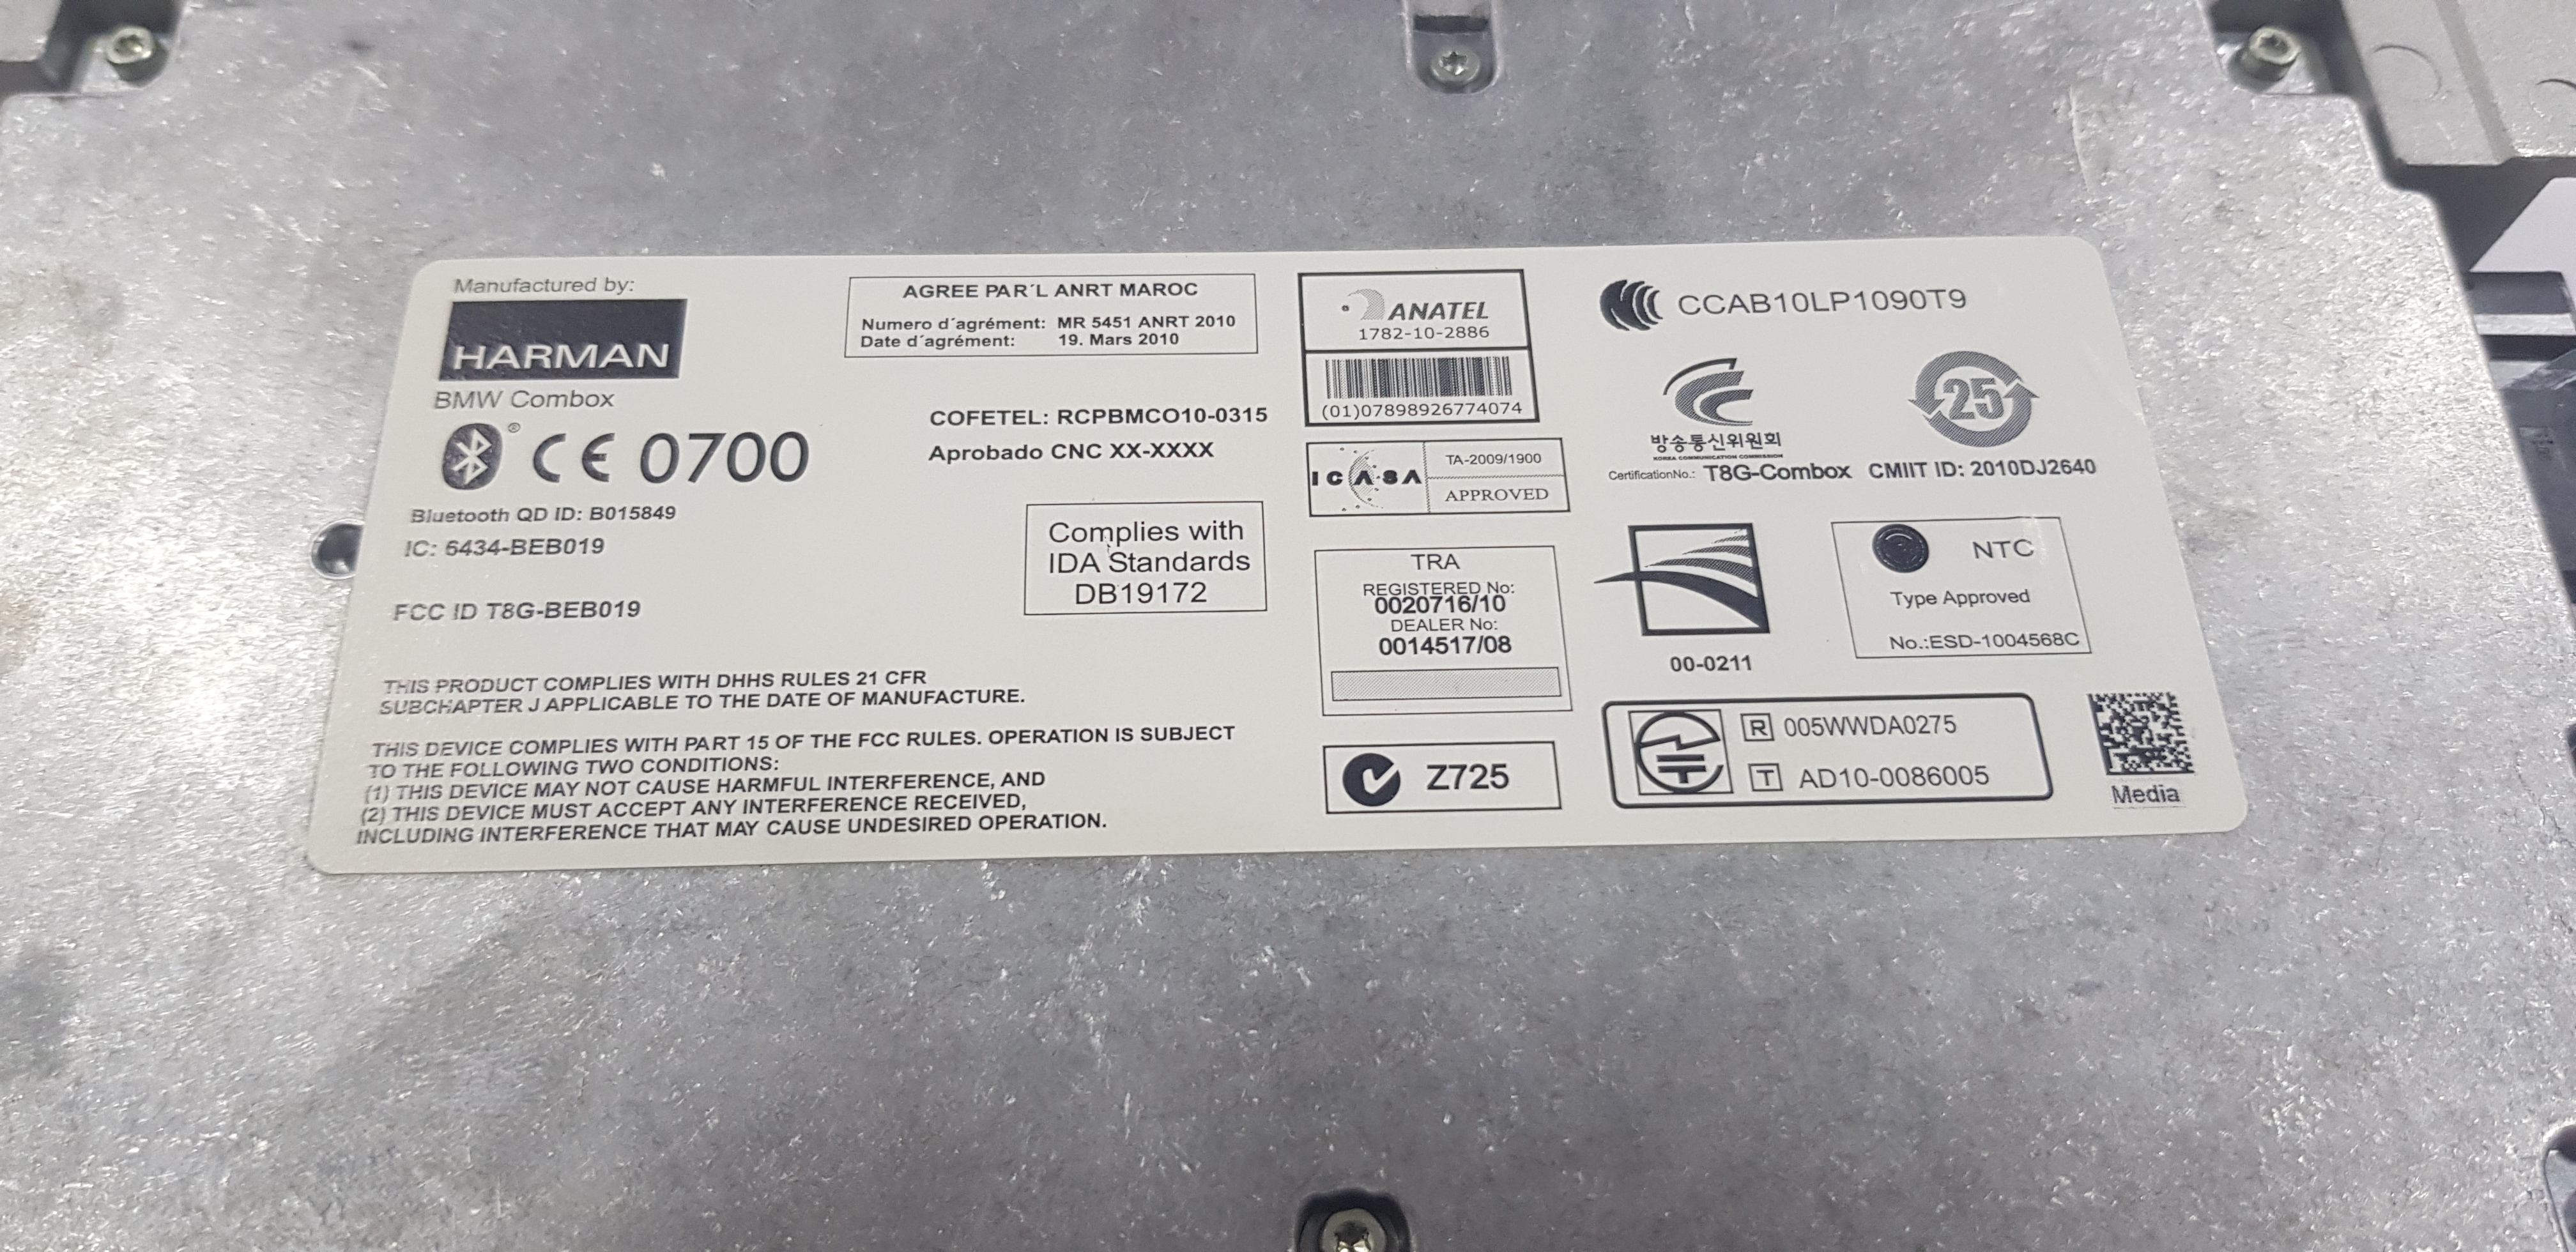 Manufactured by:
HARMAN
BMW Combox
® CE 0700
Bluetooth QD ID: B015849
IC: 6434-BEB019
FCC ID T8G-BEB019
THIS PRODUCT COMPLIES WITH DHHS RULES 21 CFR
SUBCHAPTER J APPLICABLE TO THE DATE OF MANUFACTURE.
THIS DEVICE COMPLIES WITH PART 15 OF THE FCC RULES. OPERATION IS SUBJECT
TO THE FOLLOWING TWO CONDITIONS:
(1) THIS DEVICE MAY NOT CAUSE HARMFUL INTERFERENCE, AND
(2) THIS DEVICE MUST ACCEPT ANY INTERFERENCE RECEIVED,
INCLUDING INTERFERENCE THAT MAY CAUSE UNDESIRED OPERATION.
AGREE PAR´L ANRT MAROC
Numero d´agrément: MR 5451 ANRT 2010
Date d´agrément: 19. Mars 2010
COFETEL: RCPBMCO10-0315
Aprobado CNC XX-XXXX
Complies with
IDA Standards
DB19172
ANATEL
1782-10-2886
(01)07898926774074
ICASA
TA-2009/1900
APPROVED
TRA
REGISTERED No:
0020716/10
DEALER No:
0014517/08
Z725
CCAB10LP1090T9
방송통신위원회
KOREA COMMUNICATION COMMISSION
25
CertificationNo.: T8G-Combox CMIIT ID: 2010DJ2640
00-0211
NTC
Type Approved
No.:ESD-1004568C
R 005WWDA0275
T AD10-0086005
Media